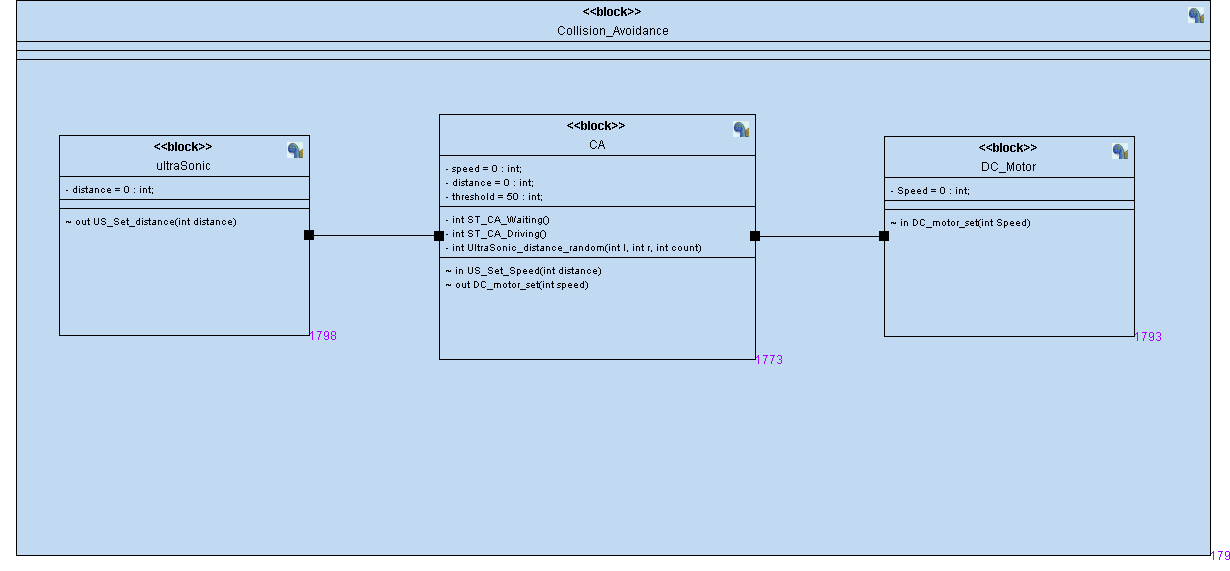 <<block>>
Collision_Avoidance
<<block>>
ultraSonic
- distance = 0 : int;
~ out US_Set_distance(int distance)
1798
<<block>>
CA
- speed = 0 : int;
- distance = 0 : int;
- threshold = 50 : int;
- int ST_CA_Waiting()
- int ST_CA_Driving()
- int UltraSonic_distance_random(int l, int r, int count)
~ in US_Set_Speed(int distance)
~ out DC_motor_set(int speed)
1773
<<block>>
DC_Motor
- Speed = 0 : int;
~ in DC_motor_set(int Speed)
1793
179